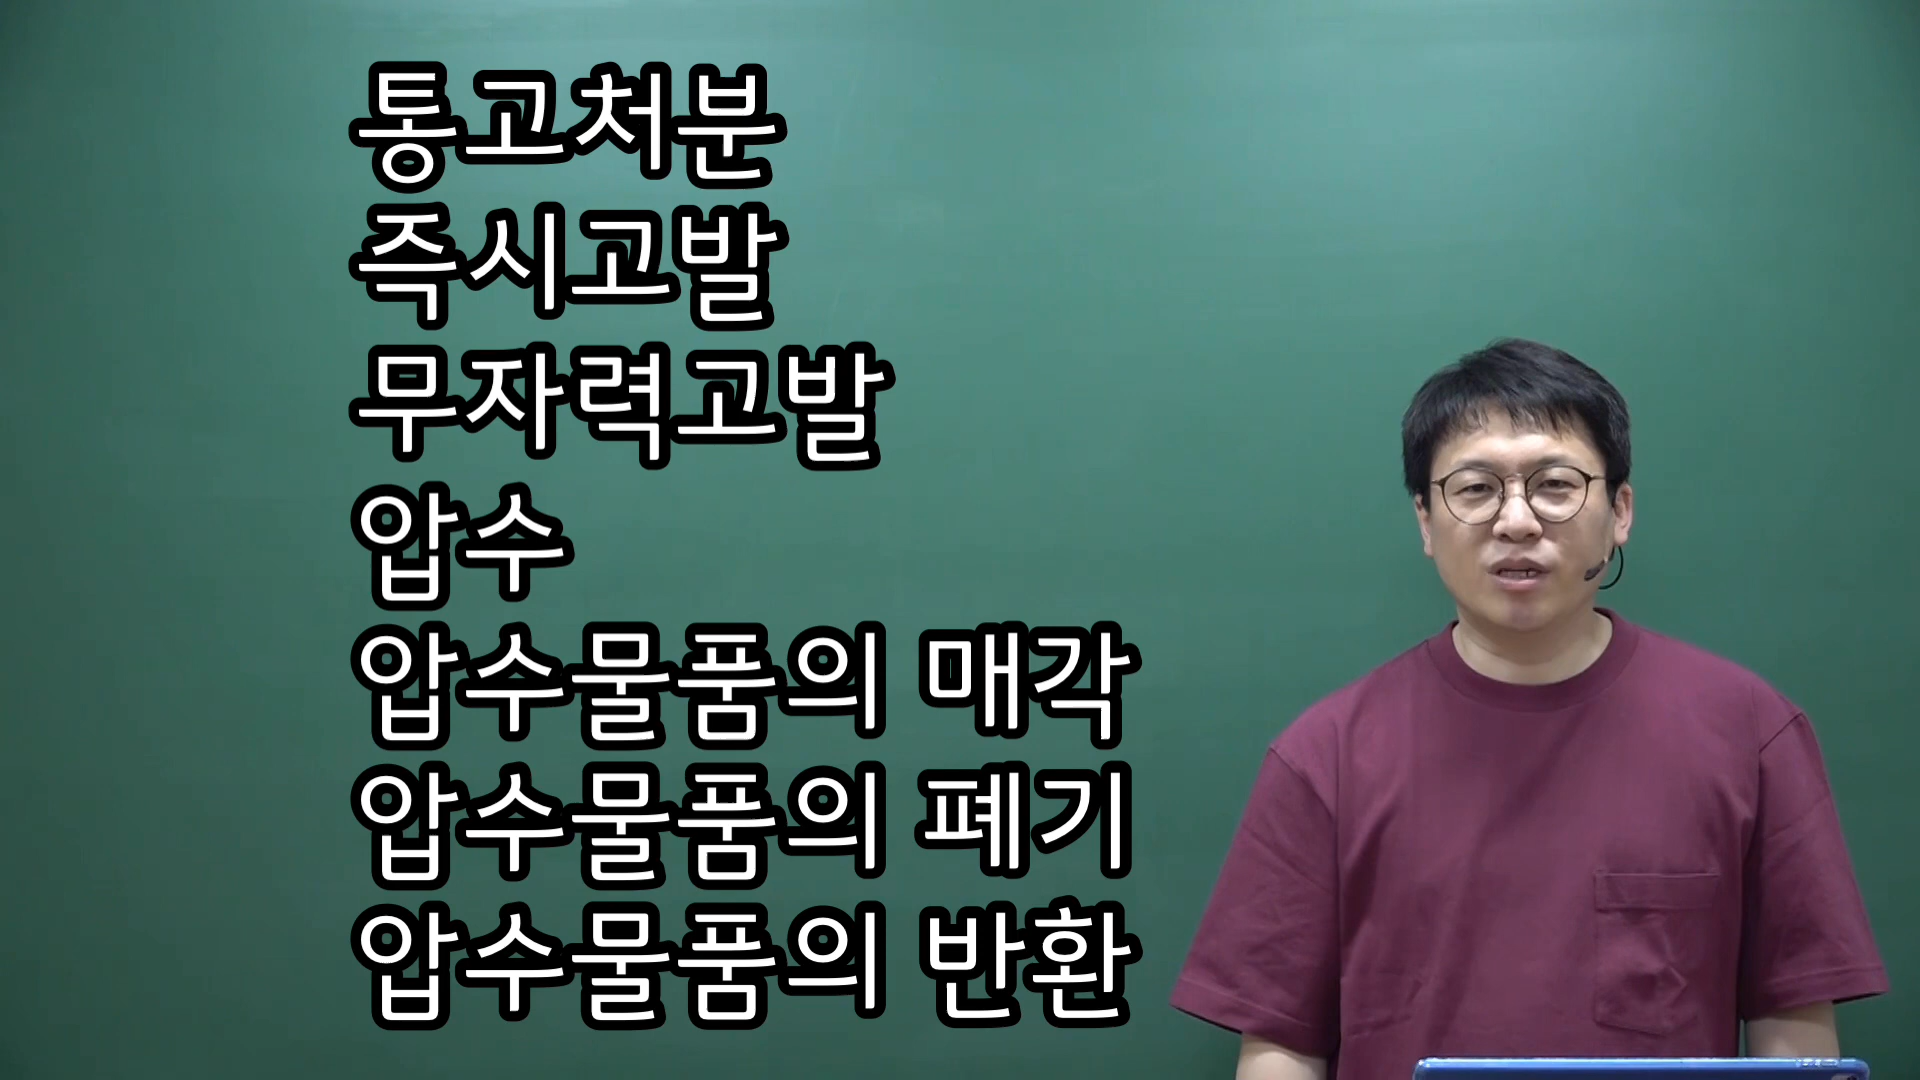 통고처분
즉시고발
무자력고발
압수
압수물품의 매각
압수물품의 폐기
압수물품의 반환